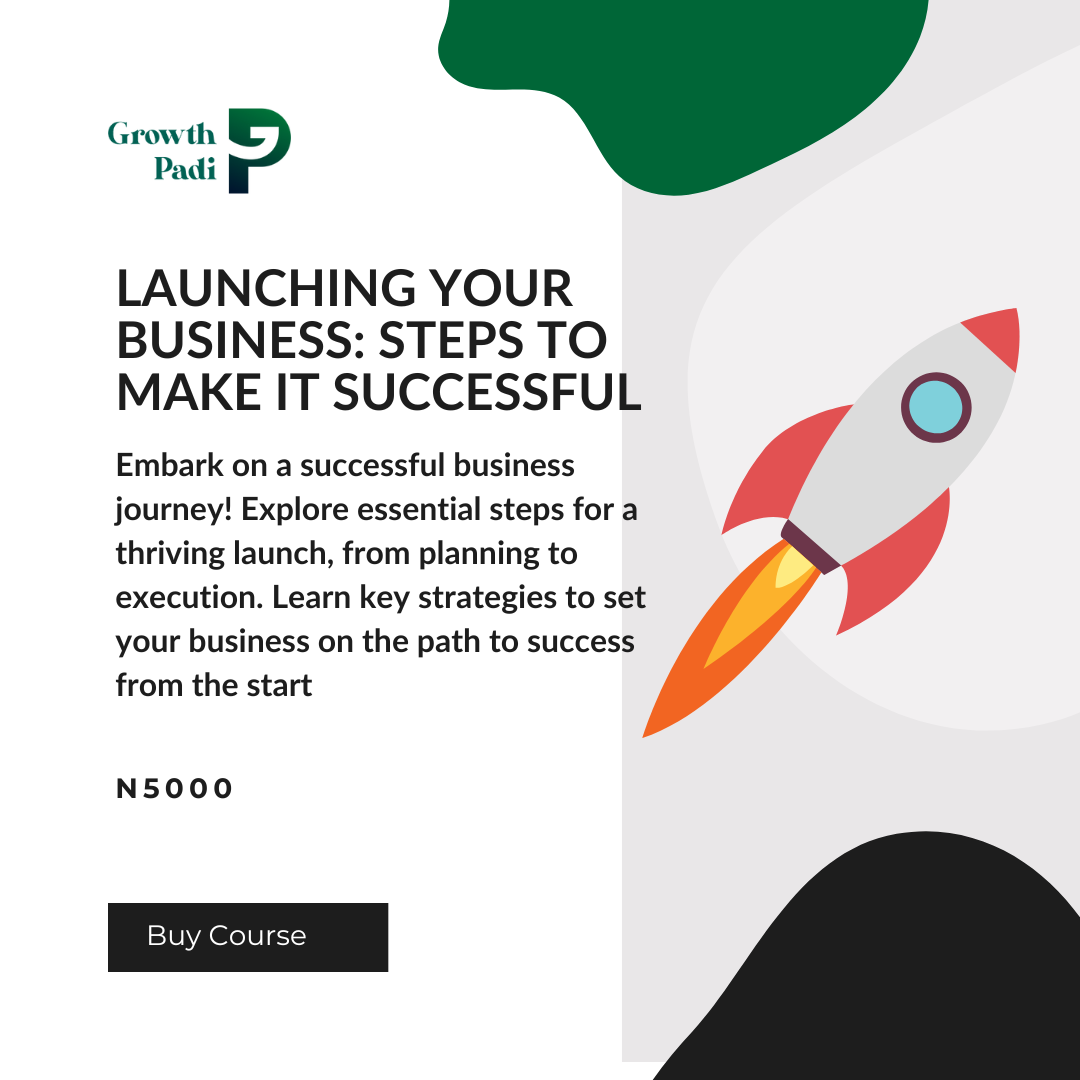 Growth
Padi
LAUNCHING YOUR
BUSINESS: STEPS TO
MAKE IT SUCCESSFUL
Embark on a successful business
journey! Explore essential steps for a
thriving launch, from planning to
execution. Learn key strategies to set
your business on the path to success
from the start
N5000
Buy Course